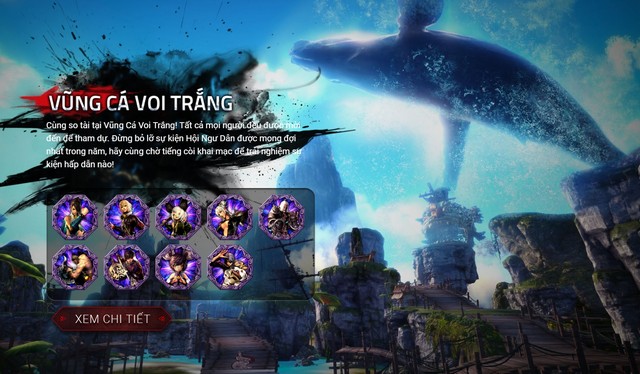 VŨNG CÁ VOI TRẮNG
Cùng so tài tại Vũng Cá Voi Trắng! Tất cả mọi người đều được mời
đến để tham dự. Đừng bỏ lỡ sự kiện Hội Ngư Dân được mong đợi
nhất trong năm, hãy cùng chờ tiếng còi khai mạc để trải nghiệm sự
kiện hấp dẫn nào!
XEM CHI TIẾT